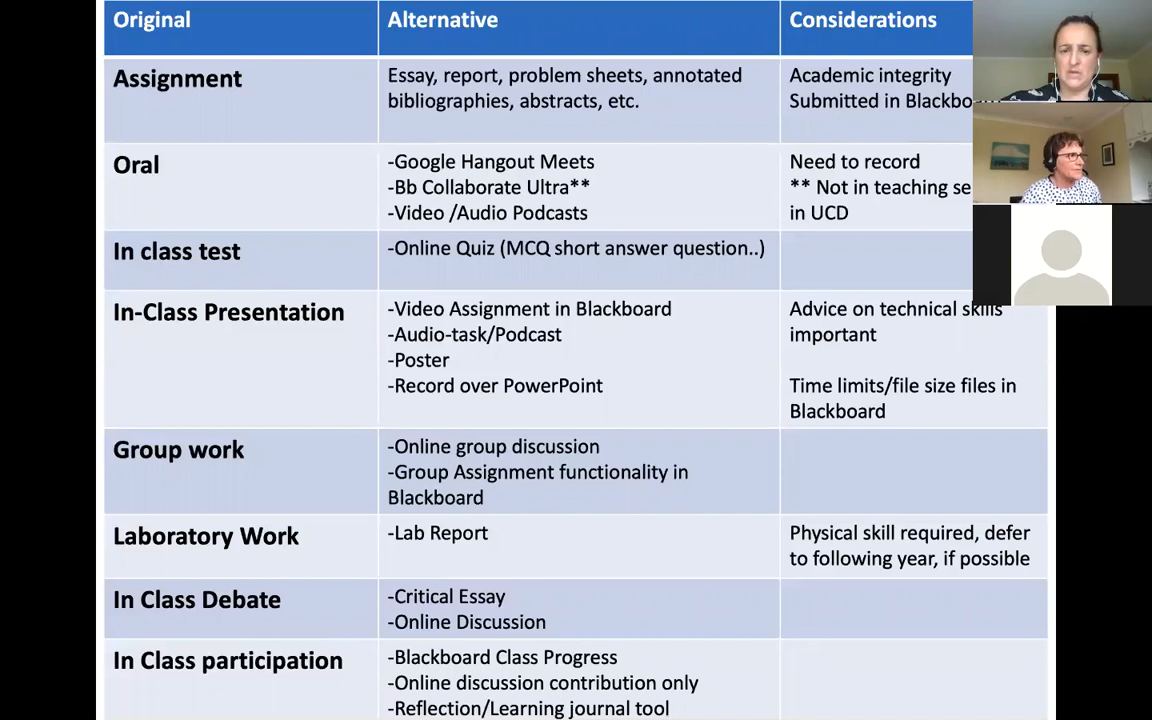 Original Alternative Considerations
Assignment
Essay, report, problem sheets, annotated
bibliographies, abstracts, etc.
Academic integrity
Submitted in
Oral
-Google Hangout Meets
-Bb Collaborate Ultra**
-Video /Audio Podcasts
Need to record
** Not in teaching
in UCD
In class test
-Online Quiz (MCQ short answer question..)
In-Class Presentation
-Video Assignment in Blackboard
-Audio-task/Podcast
-Poster
-Record over PowerPoint
Advice on technical skills
important
Time limits/file size files in
Blackboard
Group work
-Online group discussion
-Group Assignment functionality in
Blackboard
Laboratory Work
-Lab Report
Physical skill required, defer
to following year, if possible
In Class Debate
-Critical Essay
-Online Discussion
In Class participation
-Blackboard Class Progress
-Online discussion contribution only
-Reflection/Learning journal tool